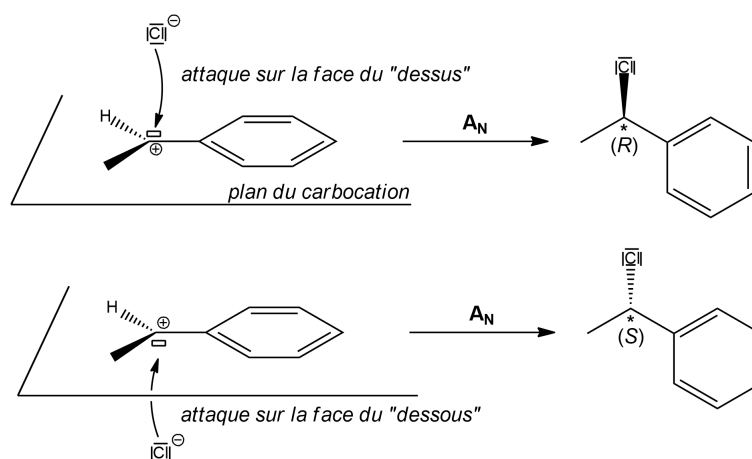 |Cl|⊖
attaque sur la face du "dessus"
H
⊕
plan du carbocation
A_N
|Cl|
*
(R)
H
⊕
|Cl|⊖
attaque sur la face du "dessous"
A_N
|Cl|
*
(S)